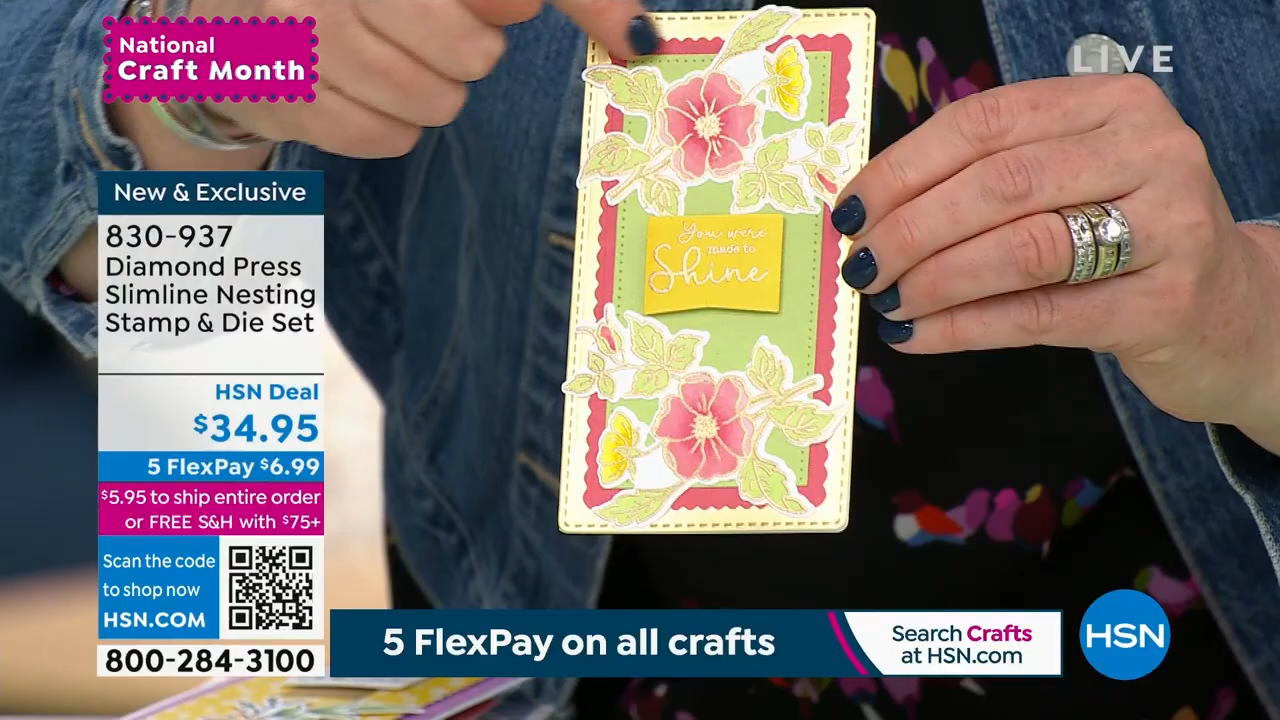 National
Craft Month
LIVE
New & Exclusive
830-937
Diamond Press
Slimline Nesting
Stamp & Die Set
HSN Deal
$34.95
5 FlexPay $6.99
$5.95 to ship entire order
or FREE S&H with $75+
Scan the code
to shop now
HSN.COM
800-284-3100
You were
made to
Shine
5 FlexPay on all crafts
Search Crafts
at HSN.com
HSN